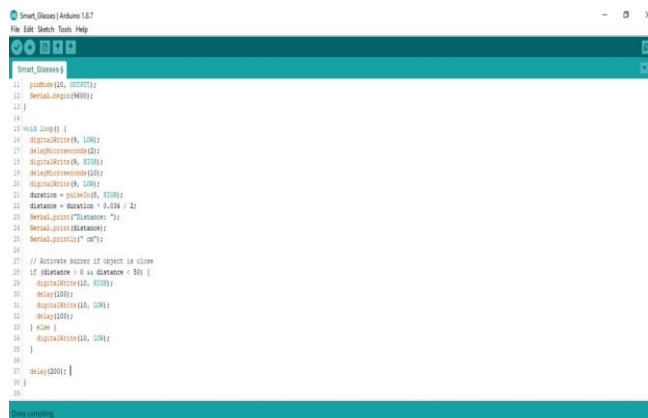 Smart_Glasses | Arduino 1.8.7
File Edit Sketch Tools Help
Smart_Glasses §
11 pinMode(10, OUTPUT);
12 Serial.begin(9600);
13 }
14
15 void loop() {
16 digitalWrite(9, LOW);
17 delayMicroseconds(2);
18 digitalWrite(9, HIGH);
19 delayMicroseconds(10);
20 digitalWrite(9, LOW);
21 duration = pulseIn(8, HIGH);
22 distance = duration * 0.034 / 2;
23 Serial.print("Distance: ");
24 Serial.print(distance);
25 Serial.println(" cm");
26
27 // Activate buzzer if object is close
28 if (distance > 0 && distance < 50) {
29 digitalWrite(10, HIGH);
30 delay(100);
31 digitalWrite(10, LOW);
32 delay(100);
33 } else {
34 digitalWrite(10, LOW);
35 }
36
37 delay(200);
38 }
39
Done compiling.